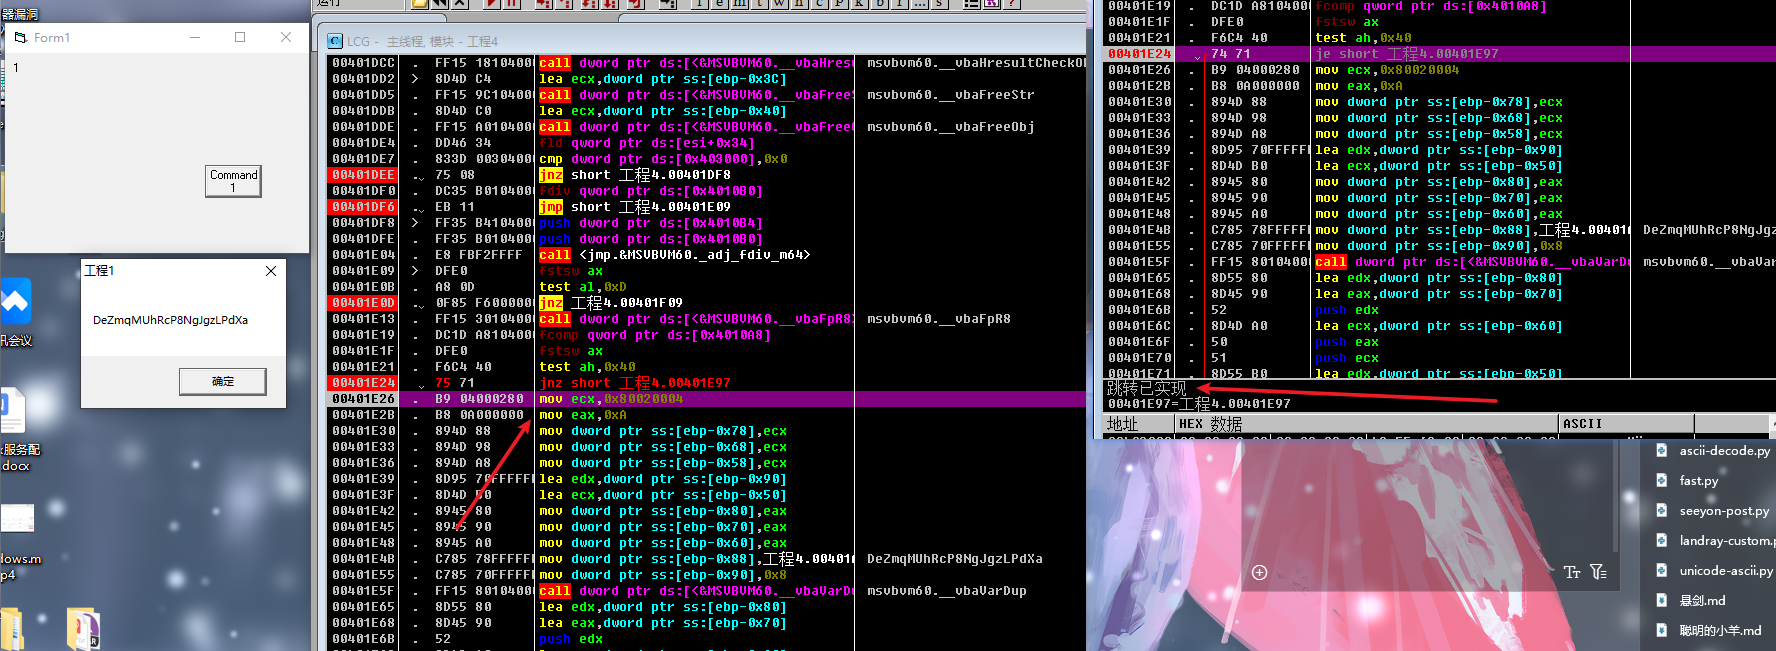 器漏洞
Form1
1
Command
1
工程1
DeZmqMUhRcP8NgJgzLPdXa
确定
讯会议
服务配
docx
dows.m
p4
运行
l e m t w h c p k b r ... s
LCG - 主线程, 模块 - 工程4
00401DCC . FF15 1810400 call dword ptr ds:[<&MSVBVM60.__vbaHresu msvbvm60.__vbaHresultCheckO
00401DD2 > 8D4D C4 lea ecx,dword ptr ss:[ebp-0x3C]
00401DD5 . FF15 9C10400 call dword ptr ds:[<&MSVBVM60.__vbaFreeS msvbvm60.__vbaFreeStr
00401DDB . 8D4D C0 lea ecx,dword ptr ss:[ebp-0x40]
00401DDE . FF15 A010400 call dword ptr ds:[<&MSVBVM60.__vbaFreeO msvbvm60.__vbaFreeObj
00401DE4 . DD46 34 fld qword ptr ds:[esi+0x34]
00401DE7 . 833D 0030400 cmp dword ptr ds:[0x403000],0x0
00401DEE . 75 08 jnz short 工程4.00401DF8
00401DF0 . DC35 B010400 fdiv qword ptr ds:[0x4010B0]
00401DF6 . EB 11 jmp short 工程4.00401E09
00401DF8 > FF35 B410400 push dword ptr ds:[0x4010B4]
00401DFE . FF35 B010400 push dword ptr ds:[0x4010B0]
00401E04 . E8 FBF2FFFF call <jmp.&MSVBVM60._adj_fdiv_m64>
00401E09 > DFE0 fstsw ax
00401E0B . A8 0D test al,0xD
00401E0D . 0F85 F600000 jnz 工程4.00401F09
00401E13 . FF15 3010400 call dword ptr ds:[<&MSVBVM60.__vbaFpR8> msvbvm60.__vbaFpR8
00401E19 . DC1D A810400 fcomp qword ptr ds:[0x4010A8]
00401E1F . DFE0 fstsw ax
00401E21 . F6C4 40 test ah,0x40
00401E24 . 75 71 jnz short 工程4.00401E97
00401E26 . B9 04000280 mov ecx,0x80020004
00401E2B . B8 0A000000 mov eax,0xA
00401E30 . 894D 88 mov dword ptr ss:[ebp-0x78],ecx
00401E33 . 894D 98 mov dword ptr ss:[ebp-0x68],ecx
00401E36 . 894D A8 mov dword ptr ss:[ebp-0x58],ecx
00401E39 . 8D95 70FFFFF lea edx,dword ptr ss:[ebp-0x90]
00401E3F . 8D4D B0 lea ecx,dword ptr ss:[ebp-0x50]
00401E42 . 8945 80 mov dword ptr ss:[ebp-0x80],eax
00401E45 . 8945 90 mov dword ptr ss:[ebp-0x70],eax
00401E48 . 8945 A0 mov dword ptr ss:[ebp-0x60],eax
00401E4B . C785 78FFFFF mov dword ptr ss:[ebp-0x88],工程4.00401 DeZmqMUhRcP8NgJgzLPdXa
00401E55 . C785 70FFFFF mov dword ptr ss:[ebp-0x90],0x8
00401E5F . FF15 8010400 call dword ptr ds:[<&MSVBVM60.__vbaVarDu msvbvm60.__vbaVarDup
00401E65 . 8D55 80 lea edx,dword ptr ss:[ebp-0x80]
00401E68 . 8D45 90 lea eax,dword ptr ss:[ebp-0x70]
00401E6B . 52 push edx
00401E19 . DC1D A8104000 fcomp qword ptr ds:[0x4010A8]
00401E1F . DFE0 fstsw ax
00401E21 . F6C4 40 test ah,0x40
00401E24 . 74 71 je short 工程4.00401E97
00401E26 . B9 04000280 mov ecx,0x80020004
00401E2B . B8 0A000000 mov eax,0xA
00401E30 . 894D 88 mov dword ptr ss:[ebp-0x78],ecx
00401E33 . 894D 98 mov dword ptr ss:[ebp-0x68],ecx
00401E36 . 894D A8 mov dword ptr ss:[ebp-0x58],ecx
00401E39 . 8D95 70FFFFFF lea edx,dword ptr ss:[ebp-0x90]
00401E3F . 8D4D B0 lea ecx,dword ptr ss:[ebp-0x50]
00401E42 . 8945 80 mov dword ptr ss:[ebp-0x80],eax
00401E45 . 8945 90 mov dword ptr ss:[ebp-0x70],eax
00401E48 . 8945 A0 mov dword ptr ss:[ebp-0x60],eax
00401E4B . C785 78FFFFFF mov dword ptr ss:[ebp-0x88],工程4.00401 DeZmqMUhRcP8NgJgz
00401E55 . C785 70FFFFFF mov dword ptr ss:[ebp-0x90],0x8
00401E5F . FF15 80104000 call dword ptr ds:[<&MSVBVM60.__vbaVarDu msvbvm60.__vbaVar
00401E65 . 8D55 80 lea edx,dword ptr ss:[ebp-0x80]
00401E68 . 8D45 90 lea eax,dword ptr ss:[ebp-0x70]
00401E6B . 52 push edx
00401E6C . 8D4D A0 lea ecx,dword ptr ss:[ebp-0x60]
00401E6F . 50 push eax
00401E70 . 51 push ecx
00401E71 . 8D55 B0 lea edx,dword ptr ss:[ebp-0x50]
跳转已实现
00401E97=工程4.00401E97
地址 HEX 数据 ASCII
ascii-decode.py
fast.py
seeyon-post.py
landray-custom.p
unicode-ascii.py
悬剑.md
聪明的小羊.md